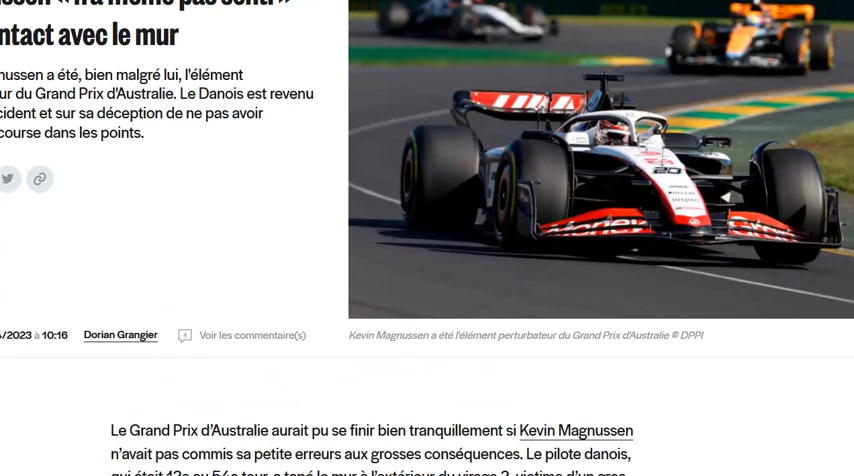 ntact avec le mur
nussen a été, bien malgré lui, l'élément
ur du Grand Prix d'Australie. Le Danois est revenu
cident et sur sa déception de ne pas avoir
course dans les points.
/2023 à 10:16 Dorian Grangier 1 Voir les commentaire(s)
20
MoneyGram
Kevin Magnussen a été l'élément perturbateur du Grand Prix d'Australie © DPPI
Le Grand Prix d'Australie aurait pu se finir bien tranquillement si Kevin Magnussen
n'avait pas commis sa petite erreurs aux grosses conséquences. Le pilote danois,